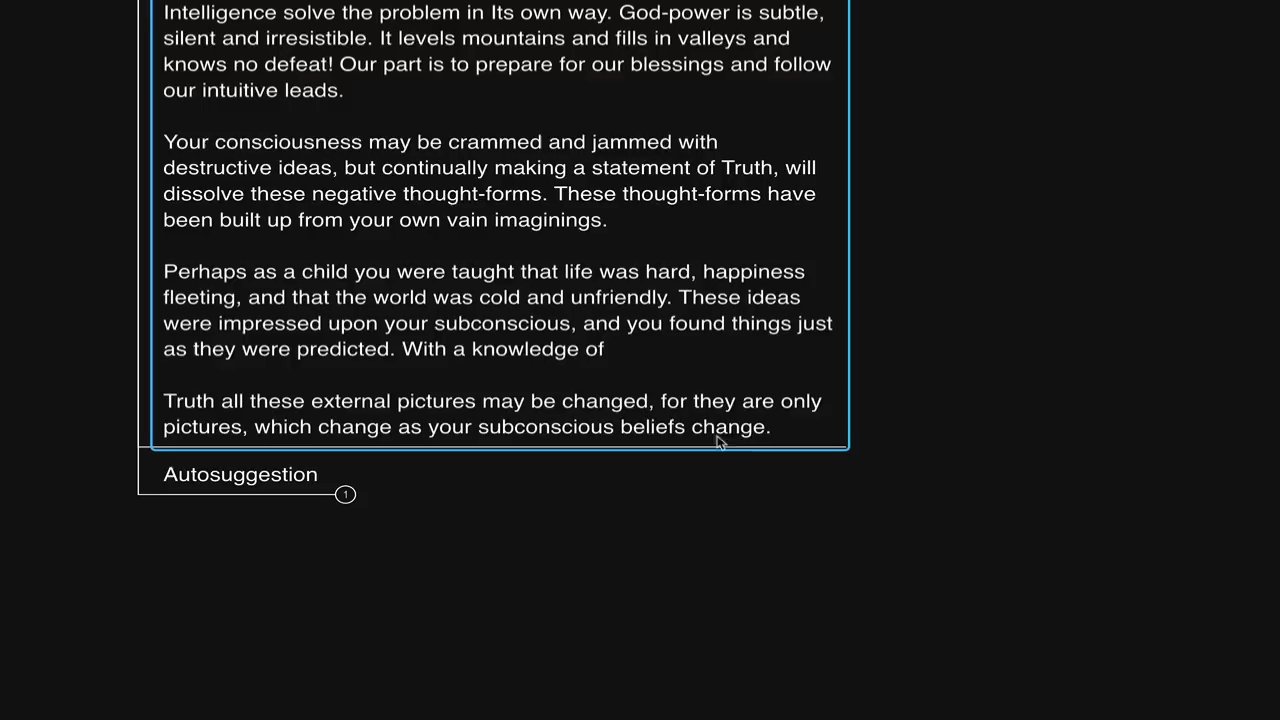 Intelligence solve the problem in Its own way. God-power is subtle,
silent and irresistible. It levels mountains and fills in valleys and
knows no defeat! Our part is to prepare for our blessings and follow
our intuitive leads.
Your consciousness may be crammed and jammed with
destructive ideas, but continually making a statement of Truth, will
dissolve these negative thought-forms. These thought-forms have
been built up from your own vain imaginings.
Perhaps as a child you were taught that life was hard, happiness
fleeting, and that the world was cold and unfriendly. These ideas
were impressed upon your subconscious, and you found things just
as they were predicted. With a knowledge of
Truth all these external pictures may be changed, for they are only
pictures, which change as your subconscious beliefs change.
Autosuggestion
1